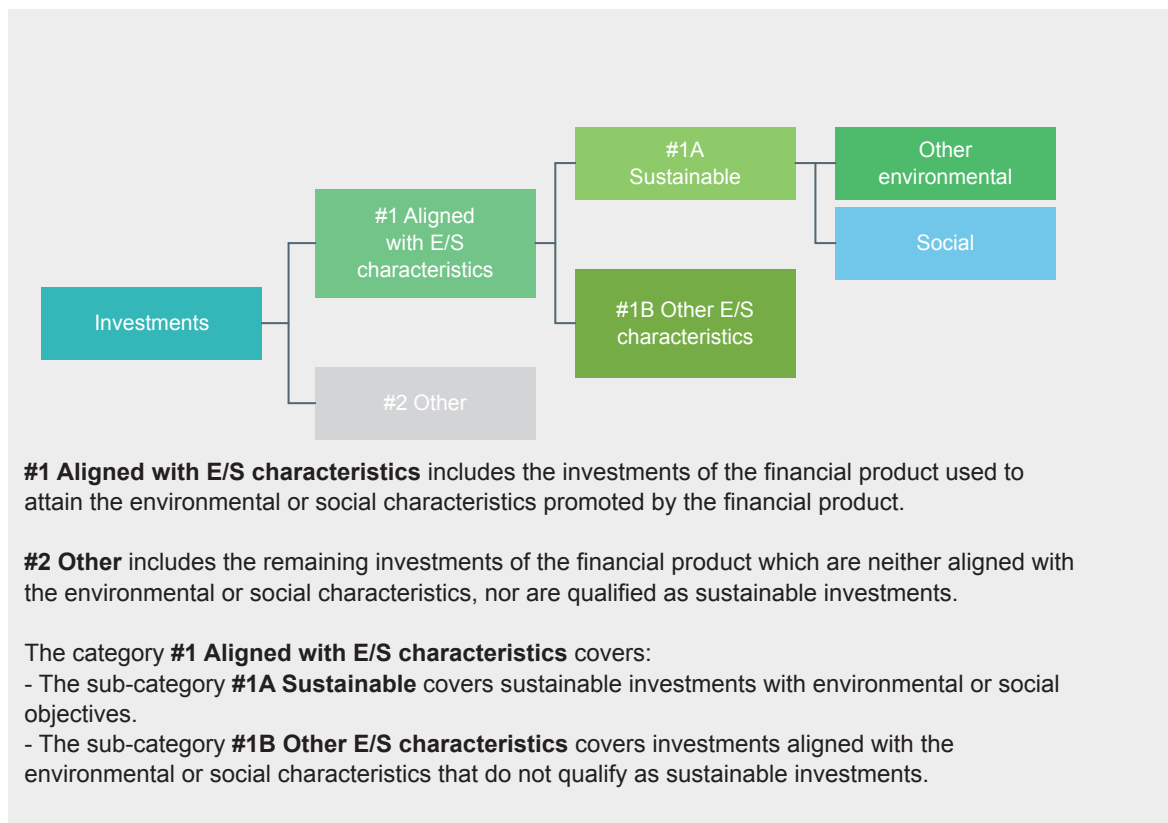 #1A
Sustainable
Other
environmental
#1 Aligned
with E/S
characteristics
Social
Investments
#1B Other E/S
characteristics
#2 Other
#1 Aligned with E/S characteristics includes the investments of the financial product used to
attain the environmental or social characteristics promoted by the financial product.
#2 Other includes the remaining investments of the financial product which are neither aligned with
the environmental or social characteristics, nor are qualified as sustainable investments.
The category #1 Aligned with E/S characteristics covers:
- The sub-category #1A Sustainable covers sustainable investments with environmental or social
objectives.
- The sub-category #1B Other E/S characteristics covers investments aligned with the
environmental or social characteristics that do not qualify as sustainable investments.